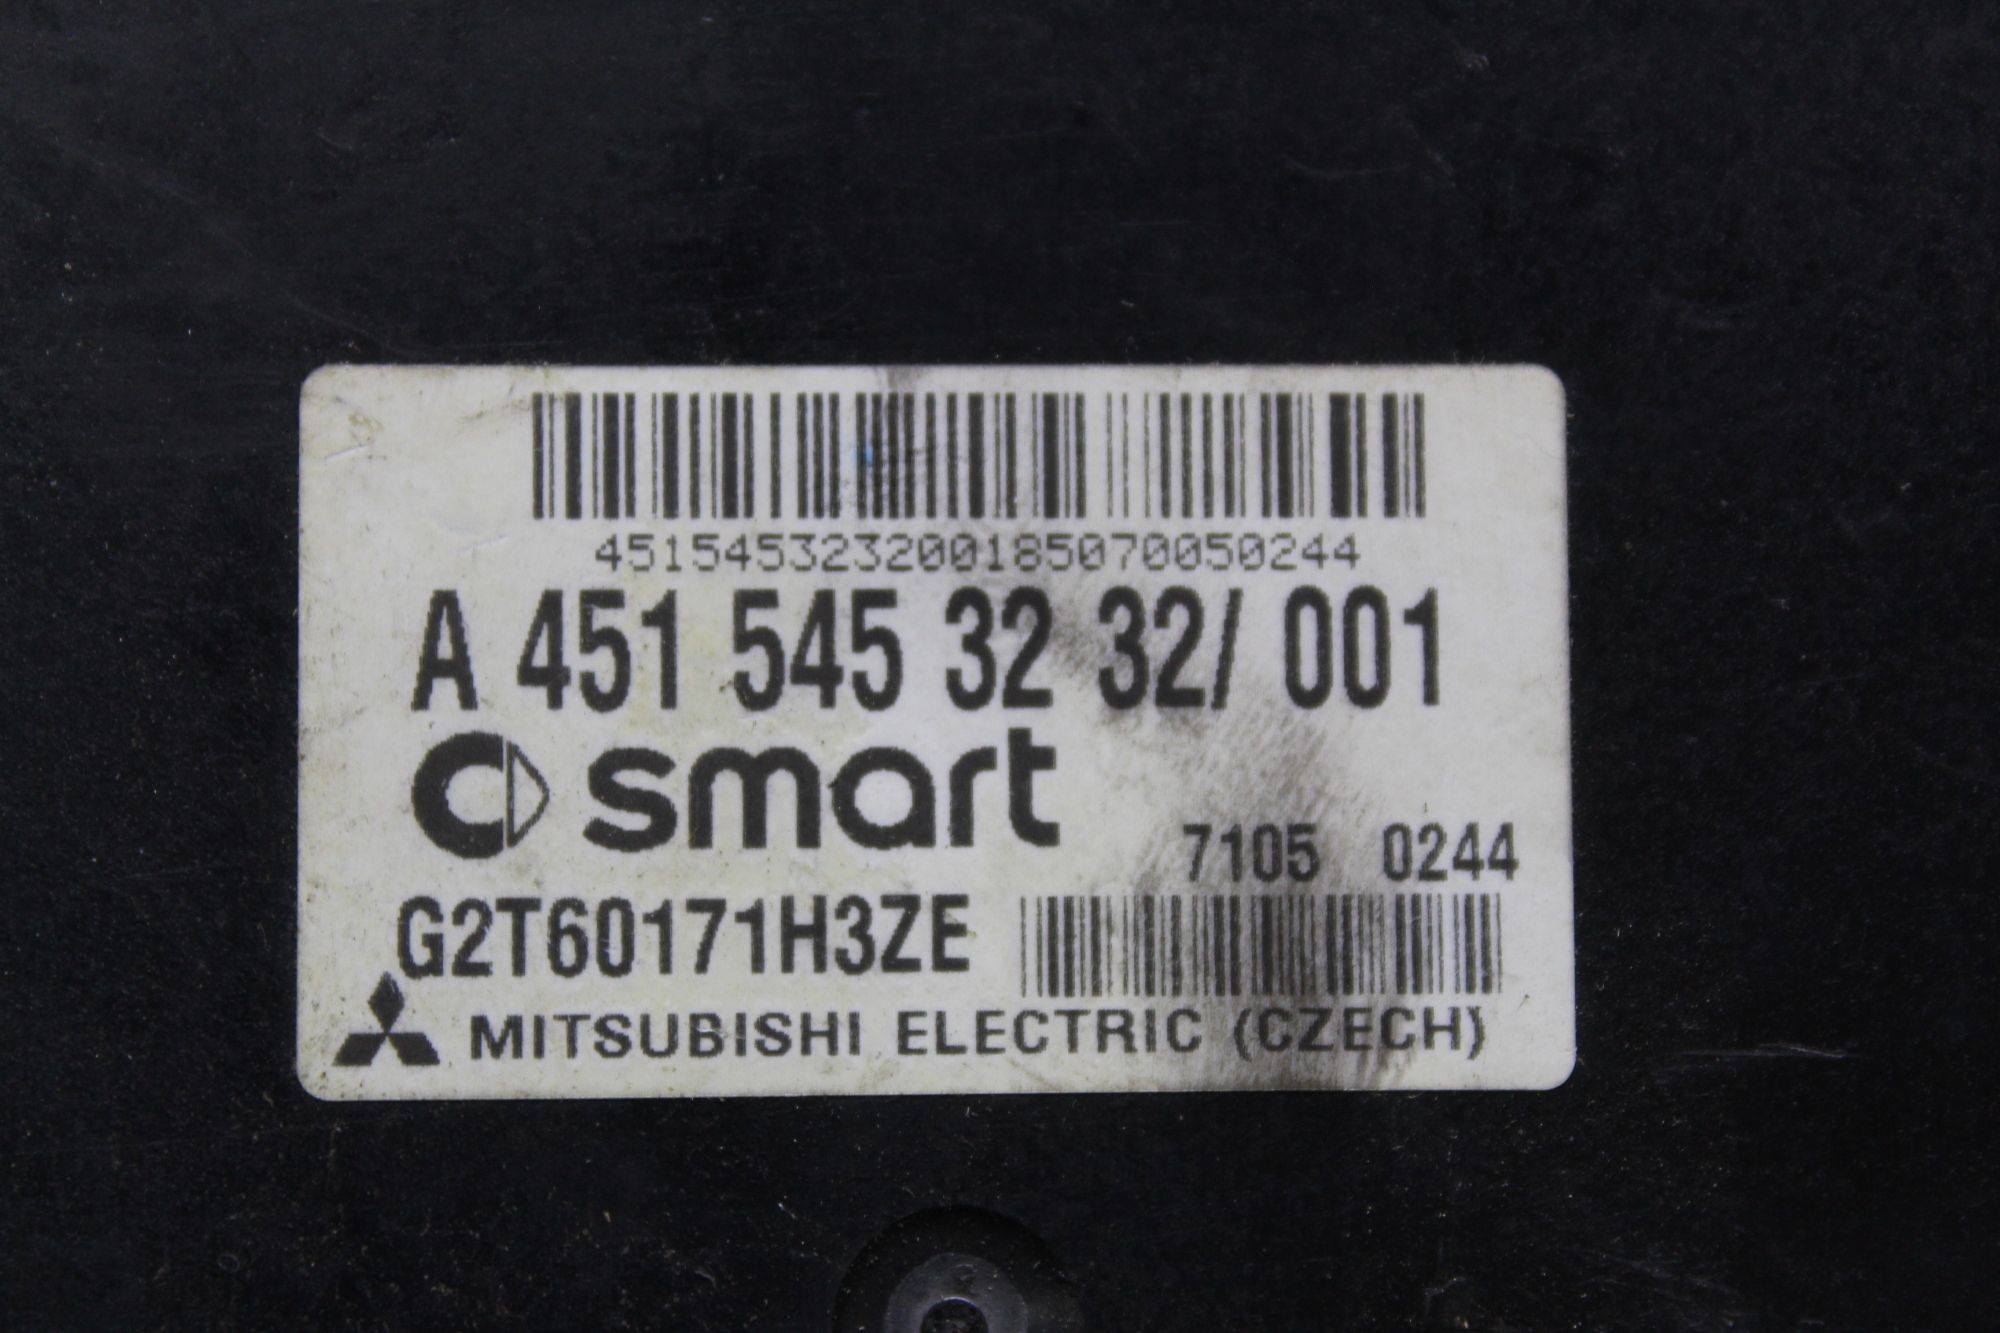 451545323200185070050244
A 451 545 32 32/ 001
smart
7105 0244
G2T60171H3ZE
MITSUBISHI ELECTRIC (CZECH)